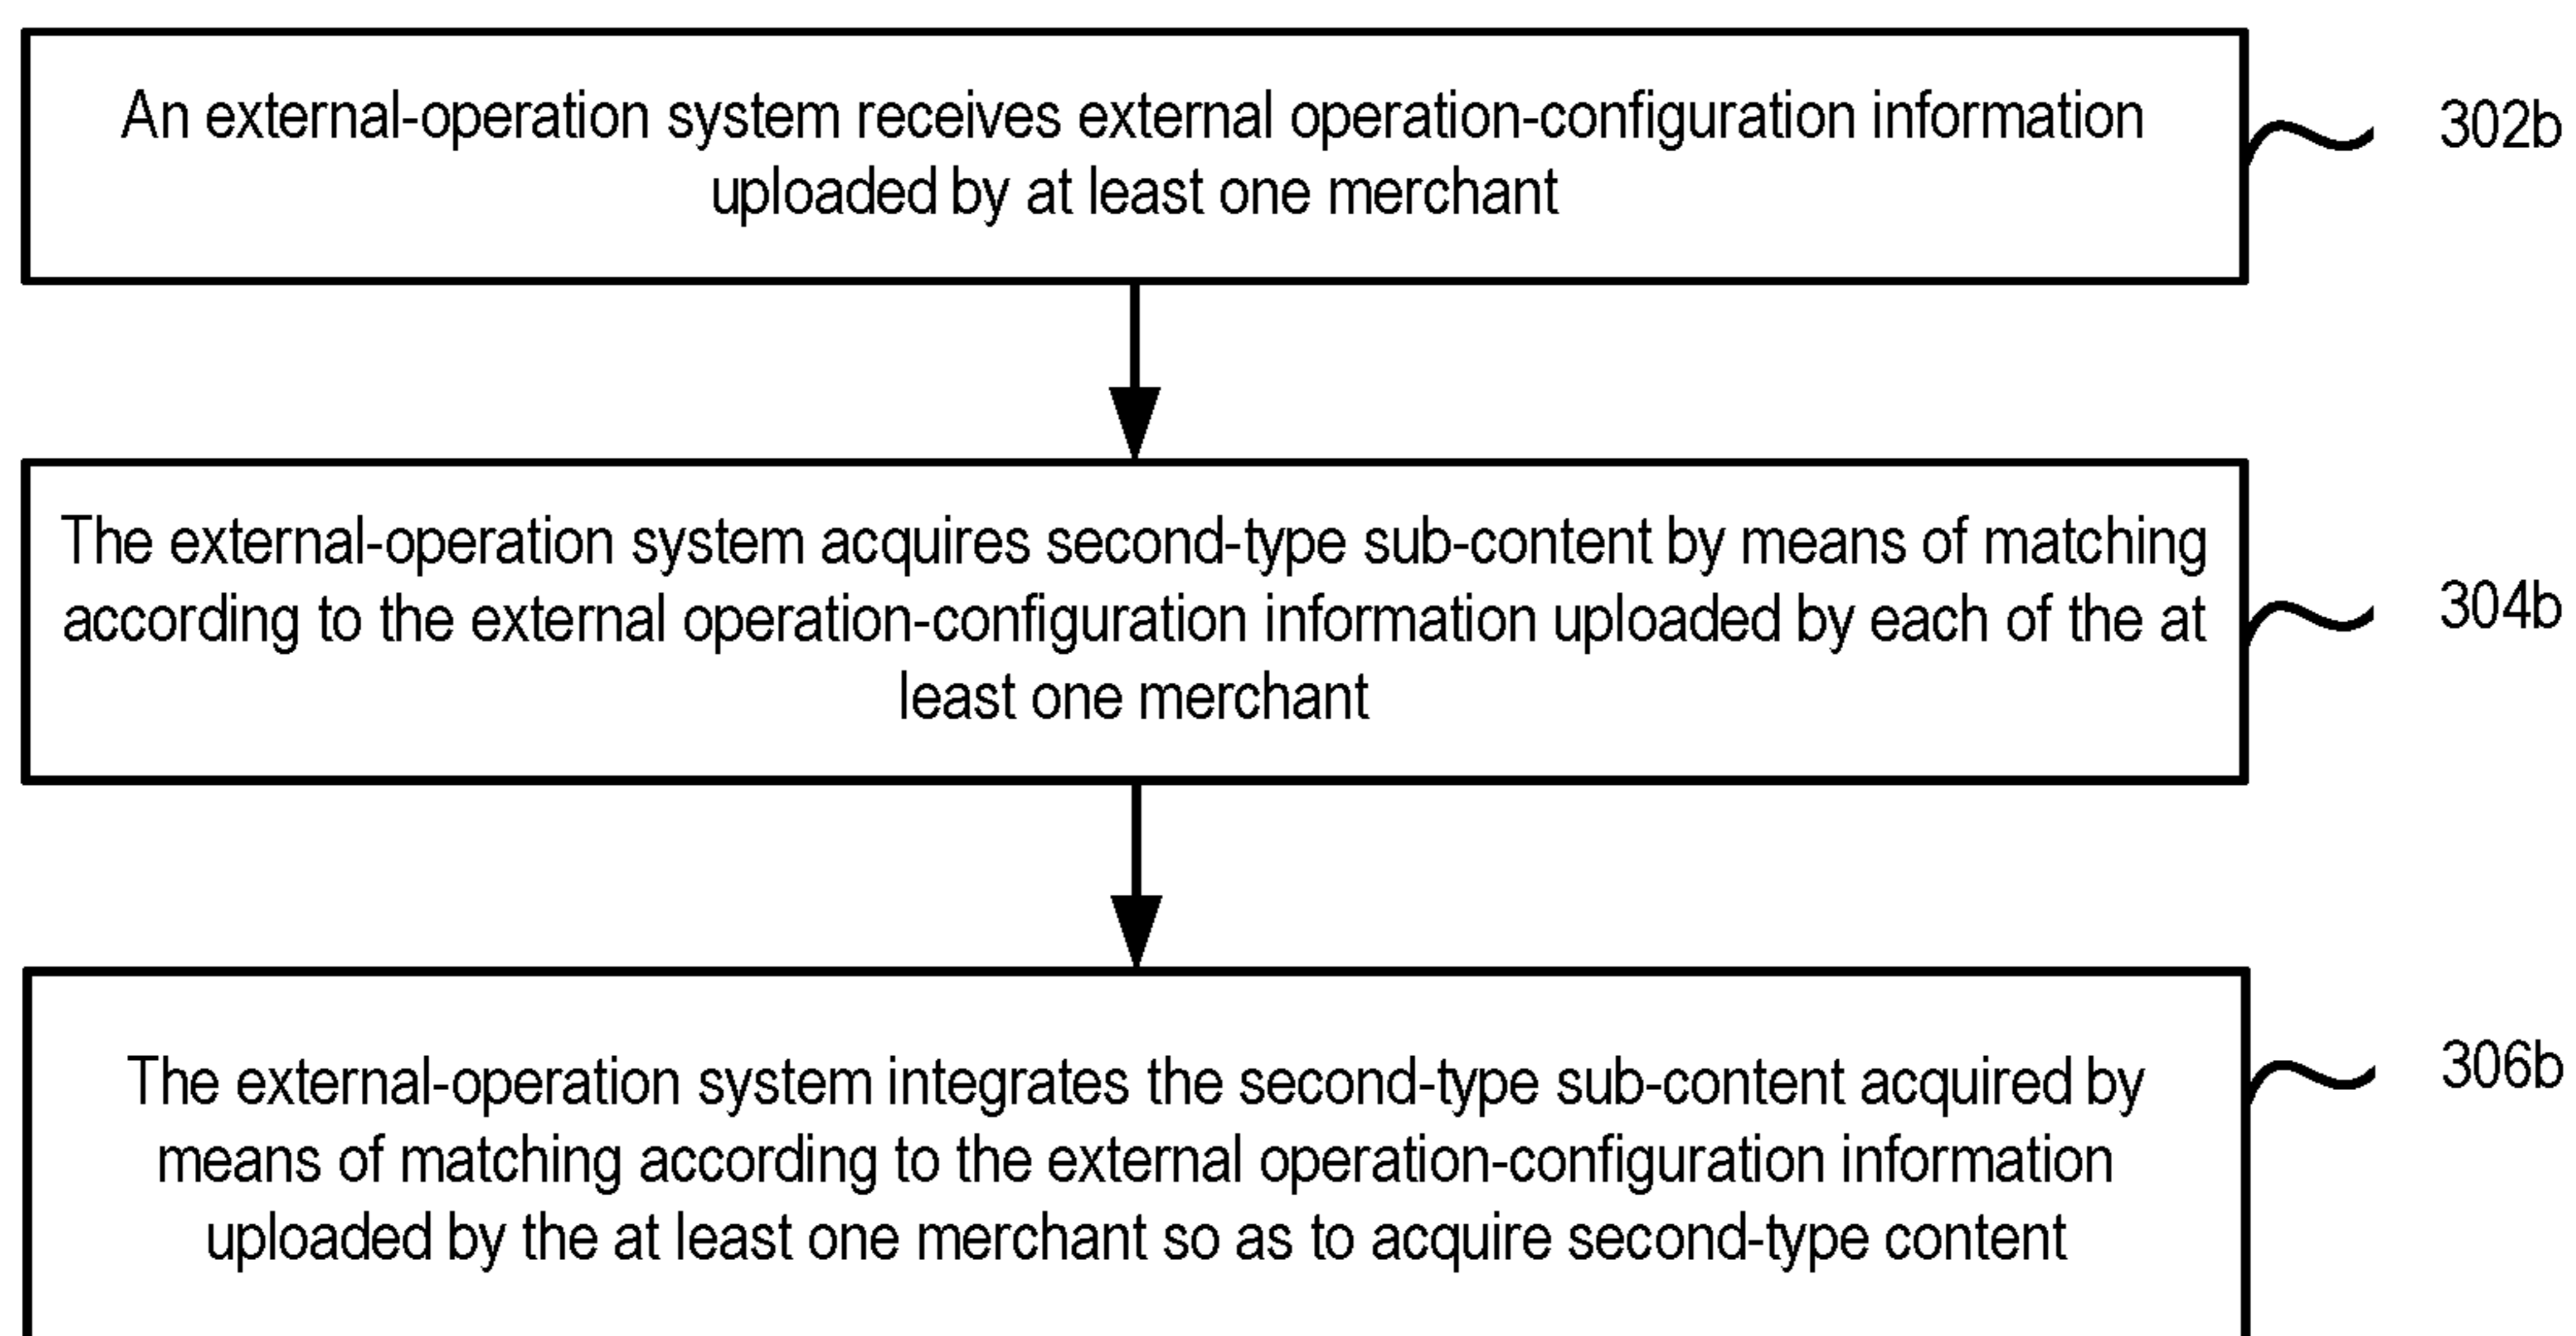 An external-operation system receives external operation-configuration information
uploaded by at least one merchant
302b
The external-operation system acquires second-type sub-content by means of matching
according to the external operation-configuration information uploaded by each of the at
least one merchant
304b
The external-operation system integrates the second-type sub-content acquired by
means of matching according to the external operation-configuration information
uploaded by the at least one merchant so as to acquire second-type content
306b